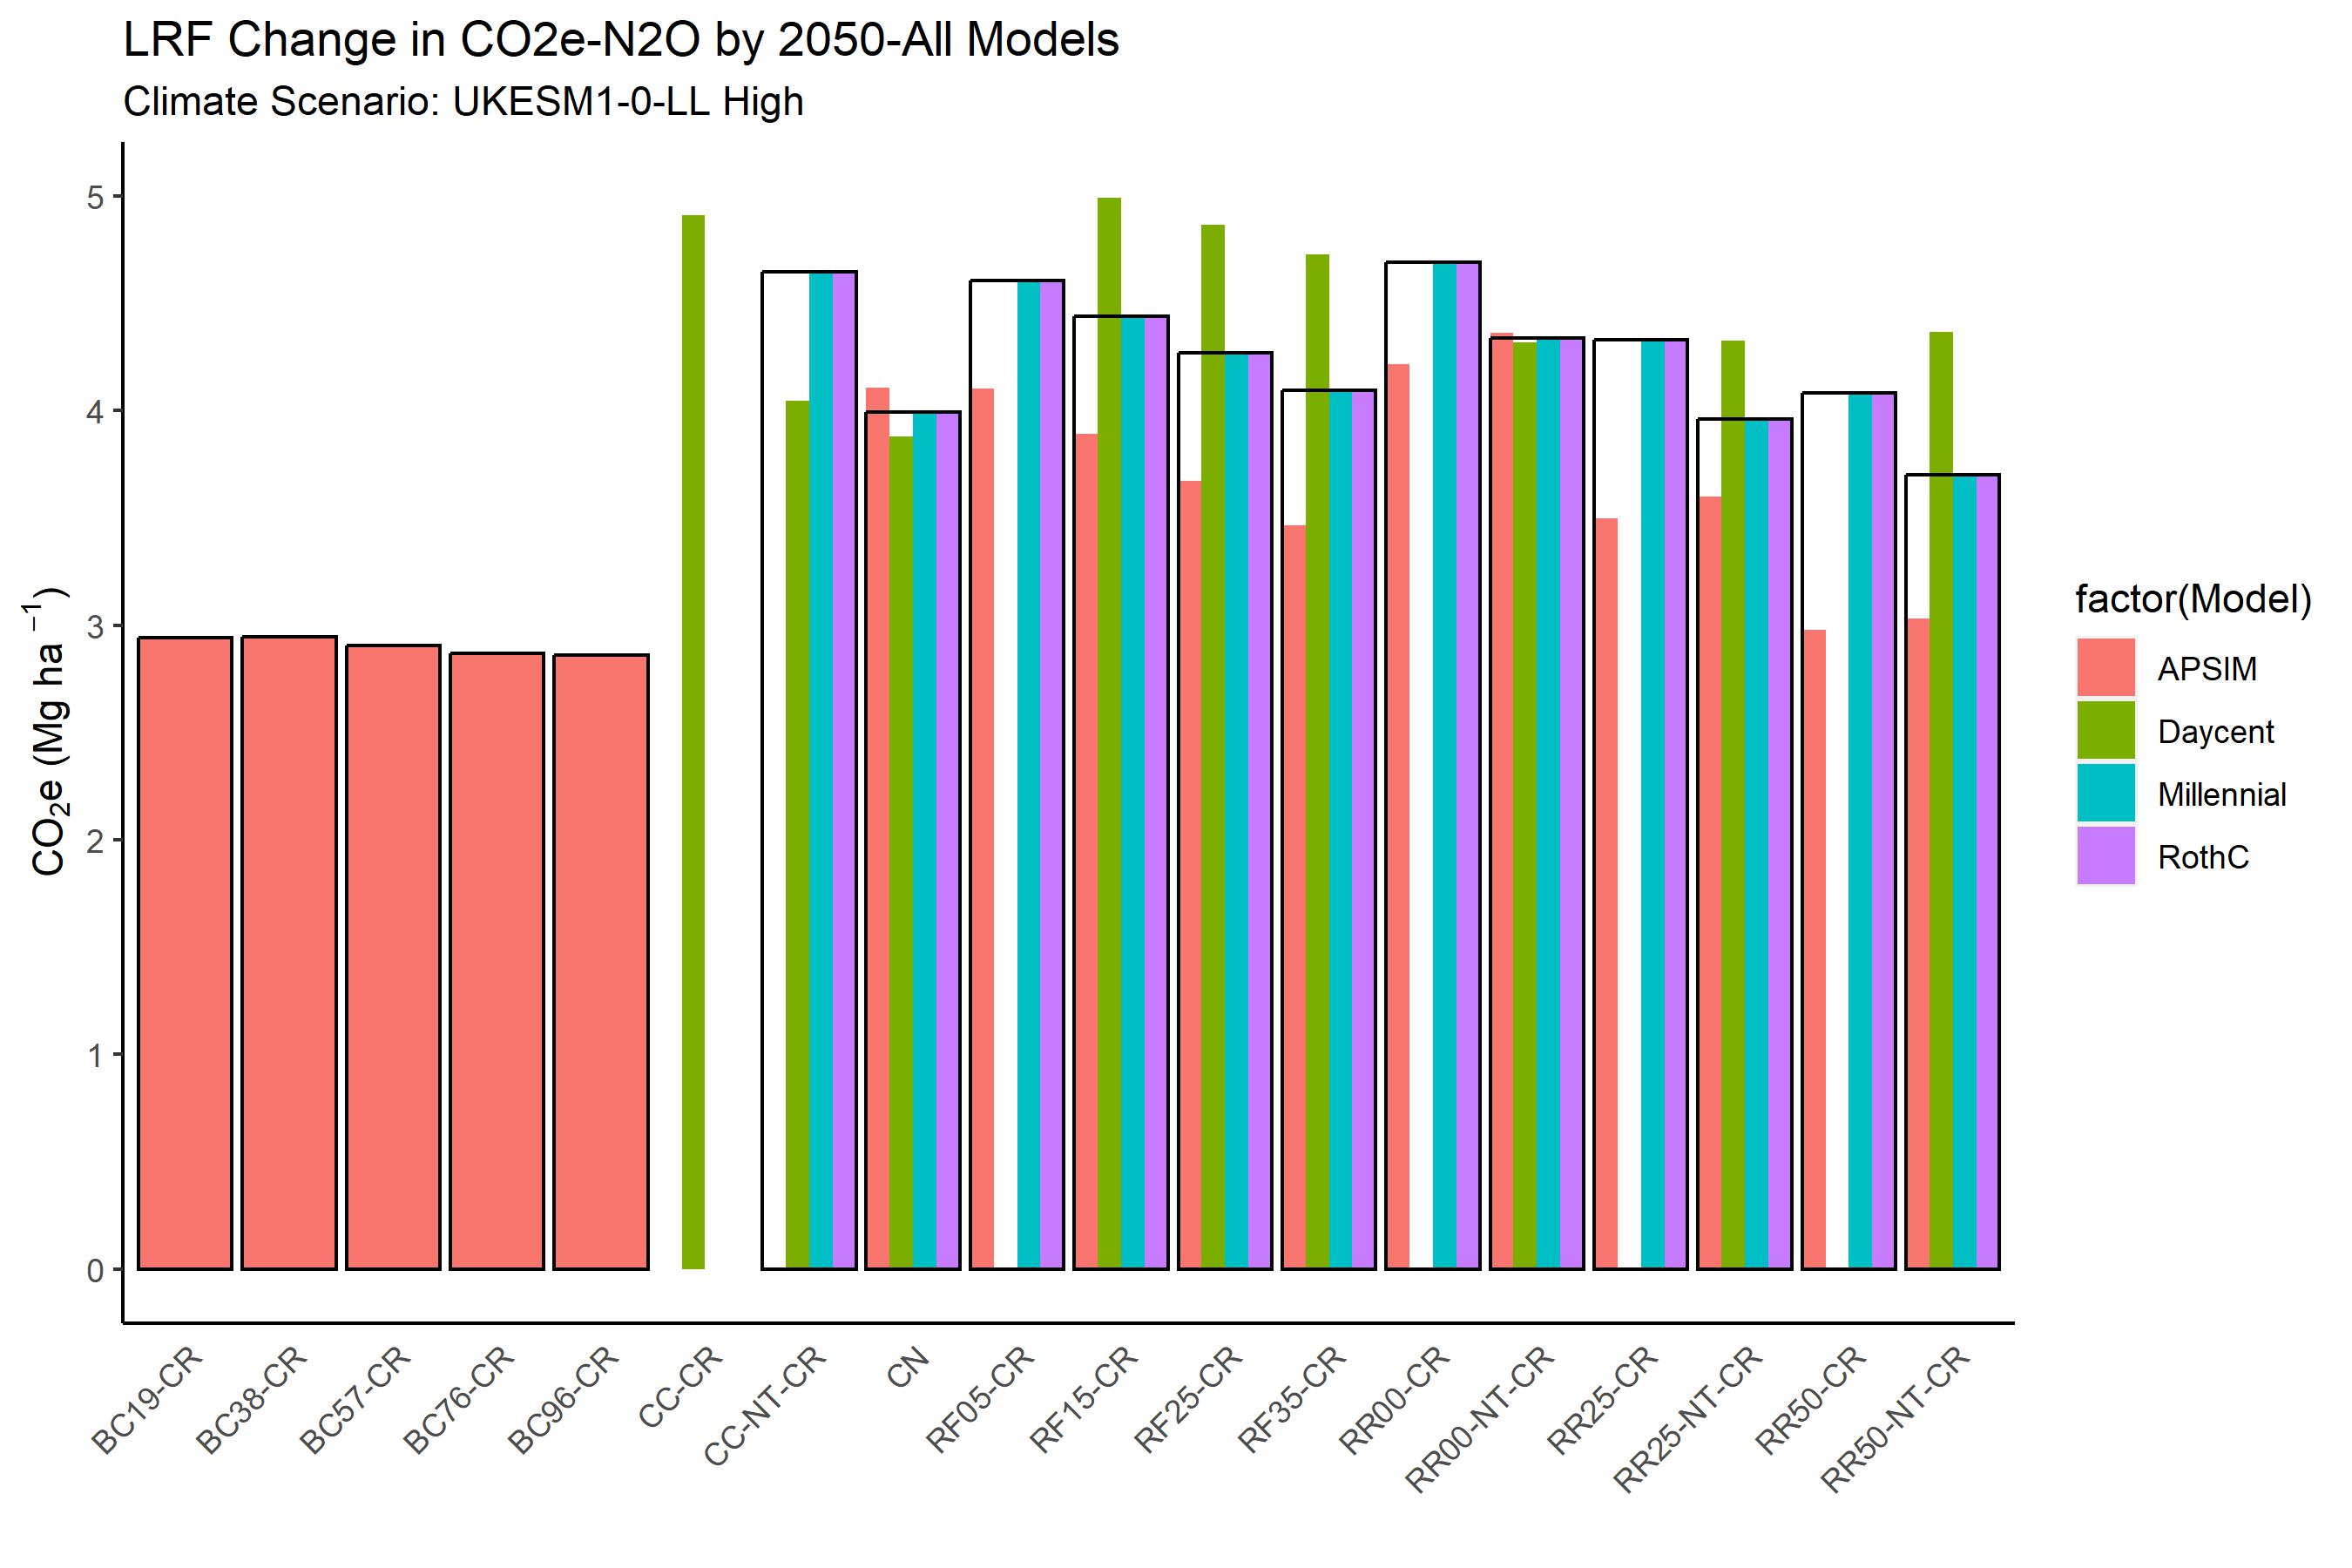 LRF Change in CO2e-N2O by 2050-All Models
Climate Scenario: UKESM1-0-LL High
CO₂e (Mg ha ⁻¹)
5
4
3
2
1
0
BC19-CR
BC38-CR
BC57-CR
BC76-CR
BC96-CR
CC-CR
CC-NT-CR
CN
RF05-CR
RF15-CR
RF25-CR
RF35-CR
RR00-CR
RR00-NT-CR
RR25-CR
RR25-NT-CR
RR50-CR
RR50-NT-CR
factor(Model)
APSIM
Daycent
Millennial
RothC